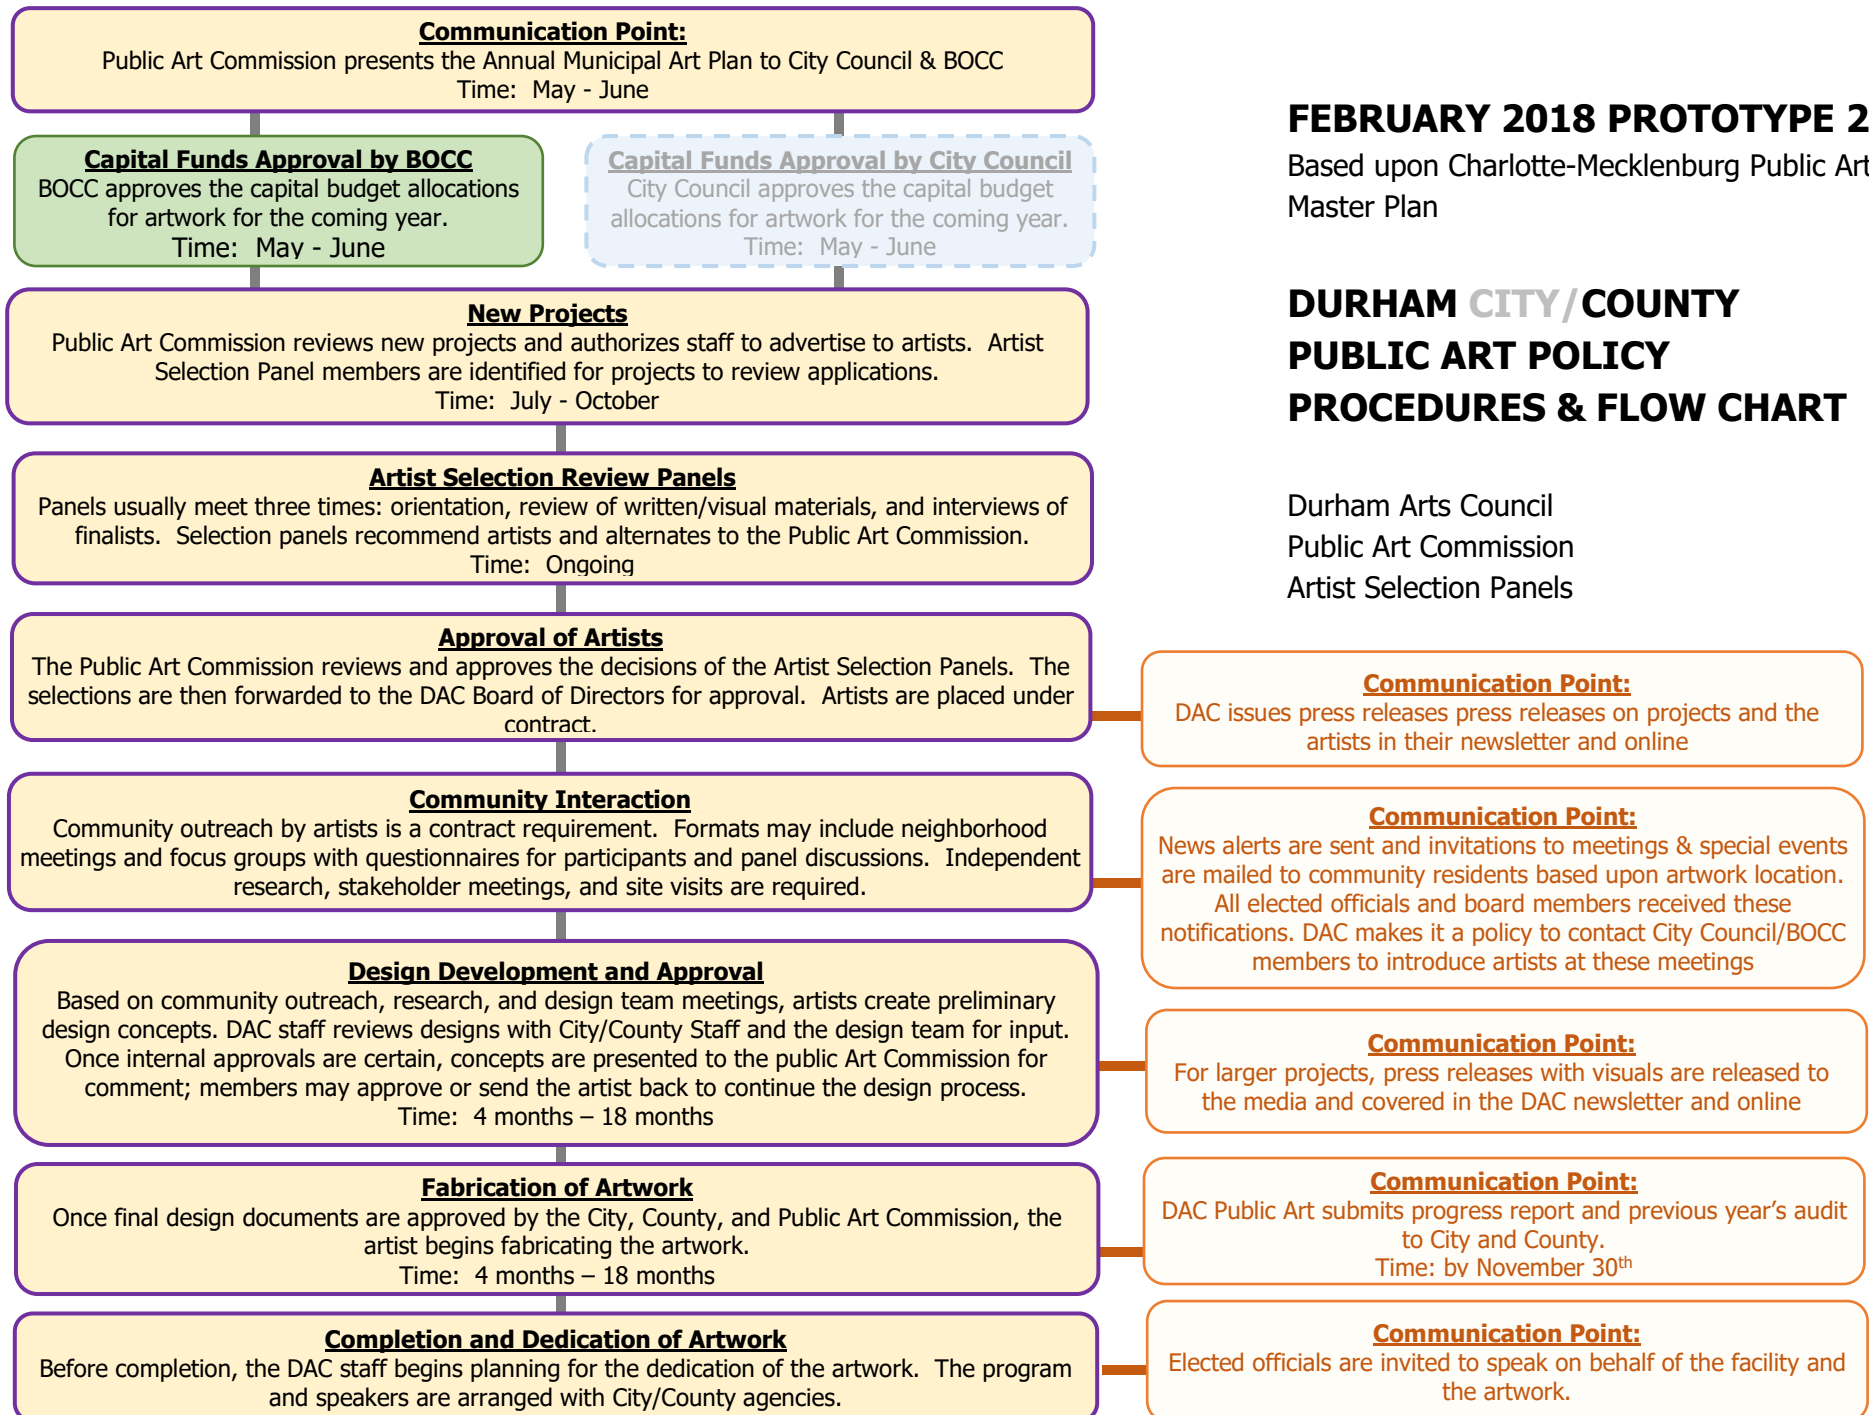 Communication Point:
Public Art Commission presents the Annual Municipal Art Plan to City Council & BOCC
Time: May - June
Capital Funds Approval by BOCC
BOCC approves the capital budget allocations
for artwork for the coming year.
Time: May - June
Capital Funds Approval by City Council
City Council approves the capital budget
allocations for artwork for the coming year.
Time: May - June
New Projects
Public Art Commission reviews new projects and authorizes staff to advertise to artists. Artist
Selection Panel members are identified for projects to review applications.
Time: July - October
Artist Selection Review Panels
Panels usually meet three times: orientation, review of written/visual materials, and interviews of
finalists. Selection panels recommend artists and alternates to the Public Art Commission.
Time: Ongoing
Approval of Artists
The Public Art Commission reviews and approves the decisions of the Artist Selection Panels. The
selections are then forwarded to the DAC Board of Directors for approval. Artists are placed under
contract.
Community Interaction
Community outreach by artists is a contract requirement. Formats may include neighborhood
meetings and focus groups with questionnaires for participants and panel discussions. Independent
research, stakeholder meetings, and site visits are required.
Design Development and Approval
Based on community outreach, research, and design team meetings, artists create preliminary
design concepts. DAC staff reviews designs with City/County Staff and the design team for input.
Once internal approvals are certain, concepts are presented to the public Art Commission for
comment; members may approve or send the artist back to continue the design process.
Time: 4 months – 18 months
Fabrication of Artwork
Once final design documents are approved by the City, County, and Public Art Commission, the
artist begins fabricating the artwork.
Time: 4 months – 18 months
Completion and Dedication of Artwork
Before completion, the DAC staff begins planning for the dedication of the artwork. The program
and speakers are arranged with City/County agencies.
FEBRUARY 2018 PROTOTYPE 2
Based upon Charlotte-Mecklenburg Public Art
Master Plan
DURHAM CITY/COUNTY
PUBLIC ART POLICY
PROCEDURES & FLOW CHART
Durham Arts Council
Public Art Commission
Artist Selection Panels
Communication Point:
DAC issues press releases press releases on projects and the
artists in their newsletter and online
Communication Point:
News alerts are sent and invitations to meetings & special events
are mailed to community residents based upon artwork location.
All elected officials and board members received these
notifications. DAC makes it a policy to contact City Council/BOCC
members to introduce artists at these meetings
Communication Point:
For larger projects, press releases with visuals are released to
the media and covered in the DAC newsletter and online
Communication Point:
DAC Public Art submits progress report and previous year’s audit
to City and County.
Time: by November 30th
Communication Point:
Elected officials are invited to speak on behalf of the facility and
the artwork.